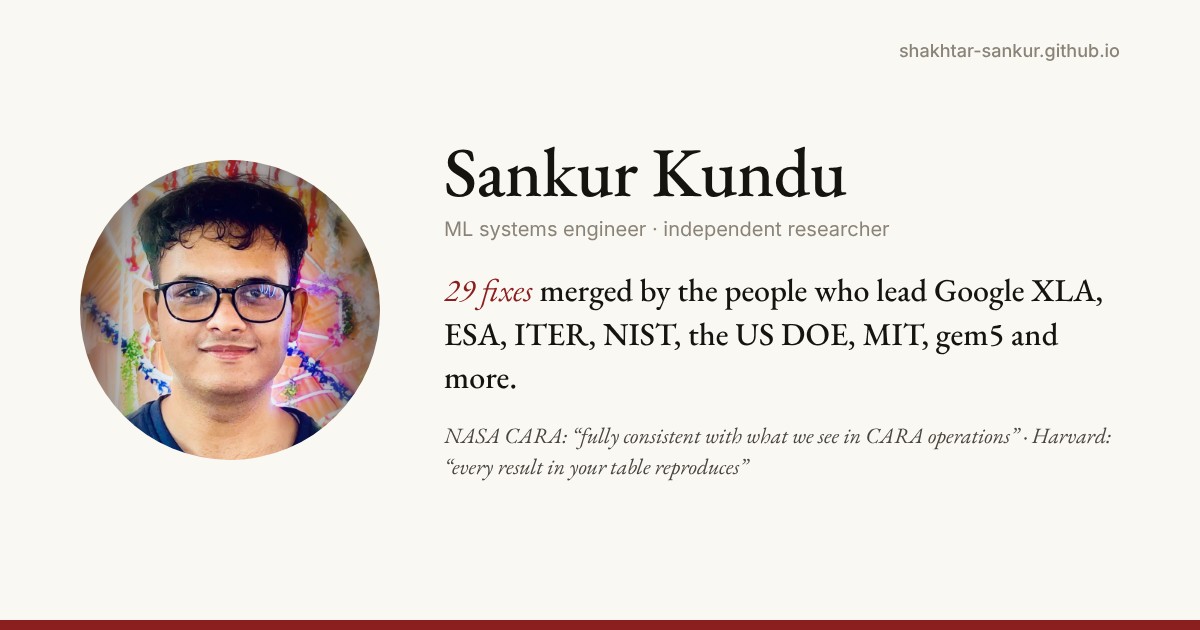 shakhtar-sankur.github.io
Sankur Kundu
ML systems engineer · independent researcher
29 fixes merged by the people who lead Google XLA,
ESA, ITER, NIST, the US DOE, MIT, gem5 and
more.
NASA CARA: “fully consistent with what we see in CARA operations” · Harvard:
“every result in your table reproduces”